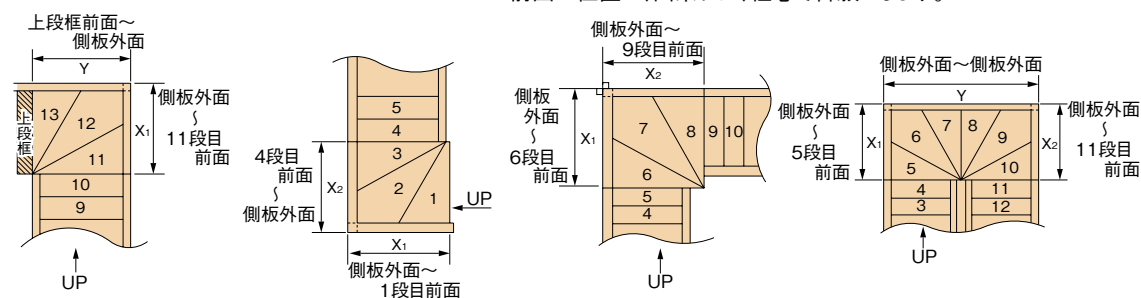 上段框前面〜
側板外面
Y
上段框
13
12
11
10
9
X1
側板外面
〜
11段目
前面
UP
5
4
3
2
1
4段目
前面
〜
側板外面
X2
UP
X1
側板外面〜
1段目前面
側板外面〜
9段目前面
X2
側板
外面
〜
6段目
前面
X1
7
8
9
10
6
5
4
UP
側板外面〜側板外面
Y
側板外面
〜
5段目
前面
X1
6
7
8
9
5
10
4
11
3
12
X2
側板外面
〜
11段目
前面
UP